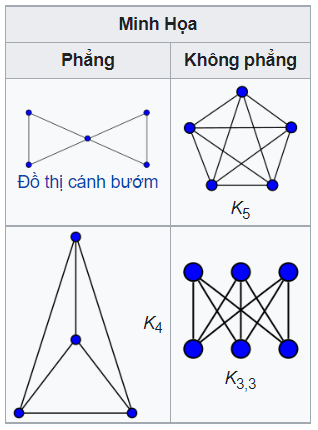 Minh Họa
Phẳng
Không phẳng
Đồ thị cánh bướm
K5
K4
K3,3